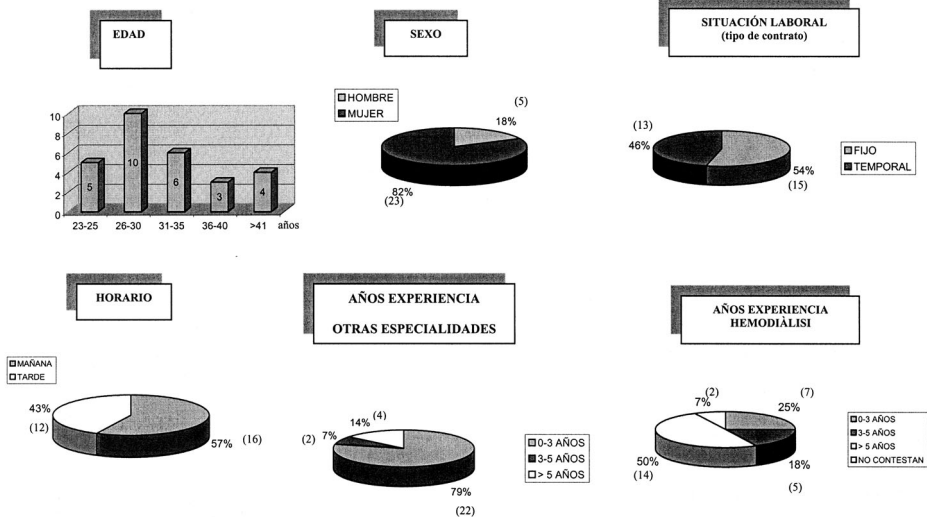 EDAD
10
8
6
4
2
0
5
10
6
3
4
23-25 26-30 31-35 36-40 >41 años
SEXO
HOMBRE
MUJER
(5)
18%
82%
(23)
SITUACIÓN LABORAL
(tipo de contrato)
(13)
46%
54%
(15)
FIJO
TEMPORAL
HORARIO
MAÑANA
TARDE
43%
(12)
57% (16)
AÑOS EXPERIENCIA
OTRAS ESPECIALIDADES
(4)
14%
(2) 7%
79%
(22)
0-3 AÑOS
3-5 AÑOS
> 5 AÑOS
AÑOS EXPERIENCIA
HEMODIÀLISI
(2)
7%
(7)
25%
50%
(14)
18%
(5)
0-3 AÑOS
3-5 AÑOS
> 5 AÑOS
NO CONTESTAN